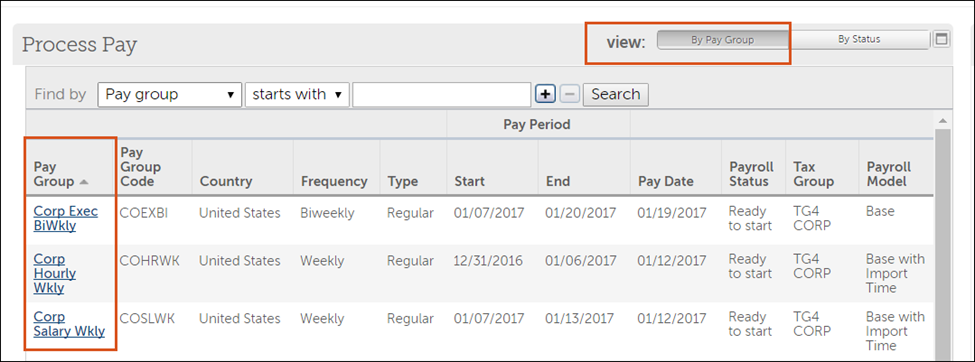 Process Pay view: By Pay Group By Status
Find by Pay group starts with + − Search
Pay Period
Pay Group Pay Group Code Country Frequency Type Start End Pay Date Payroll Status Tax Group Payroll Model
Corp Exec BiWkly COEXBI United States Biweekly Regular 01/07/2017 01/20/2017 01/19/2017 Ready to start TG4 CORP Base
Corp Hourly Wkly COHRWK United States Weekly Regular 12/31/2016 01/06/2017 01/12/2017 Ready to start TG4 CORP Base with Import Time
Corp Salary Wkly COSLWK United States Weekly Regular 01/07/2017 01/13/2017 01/12/2017 Ready to start TG4 CORP Base with Import Time